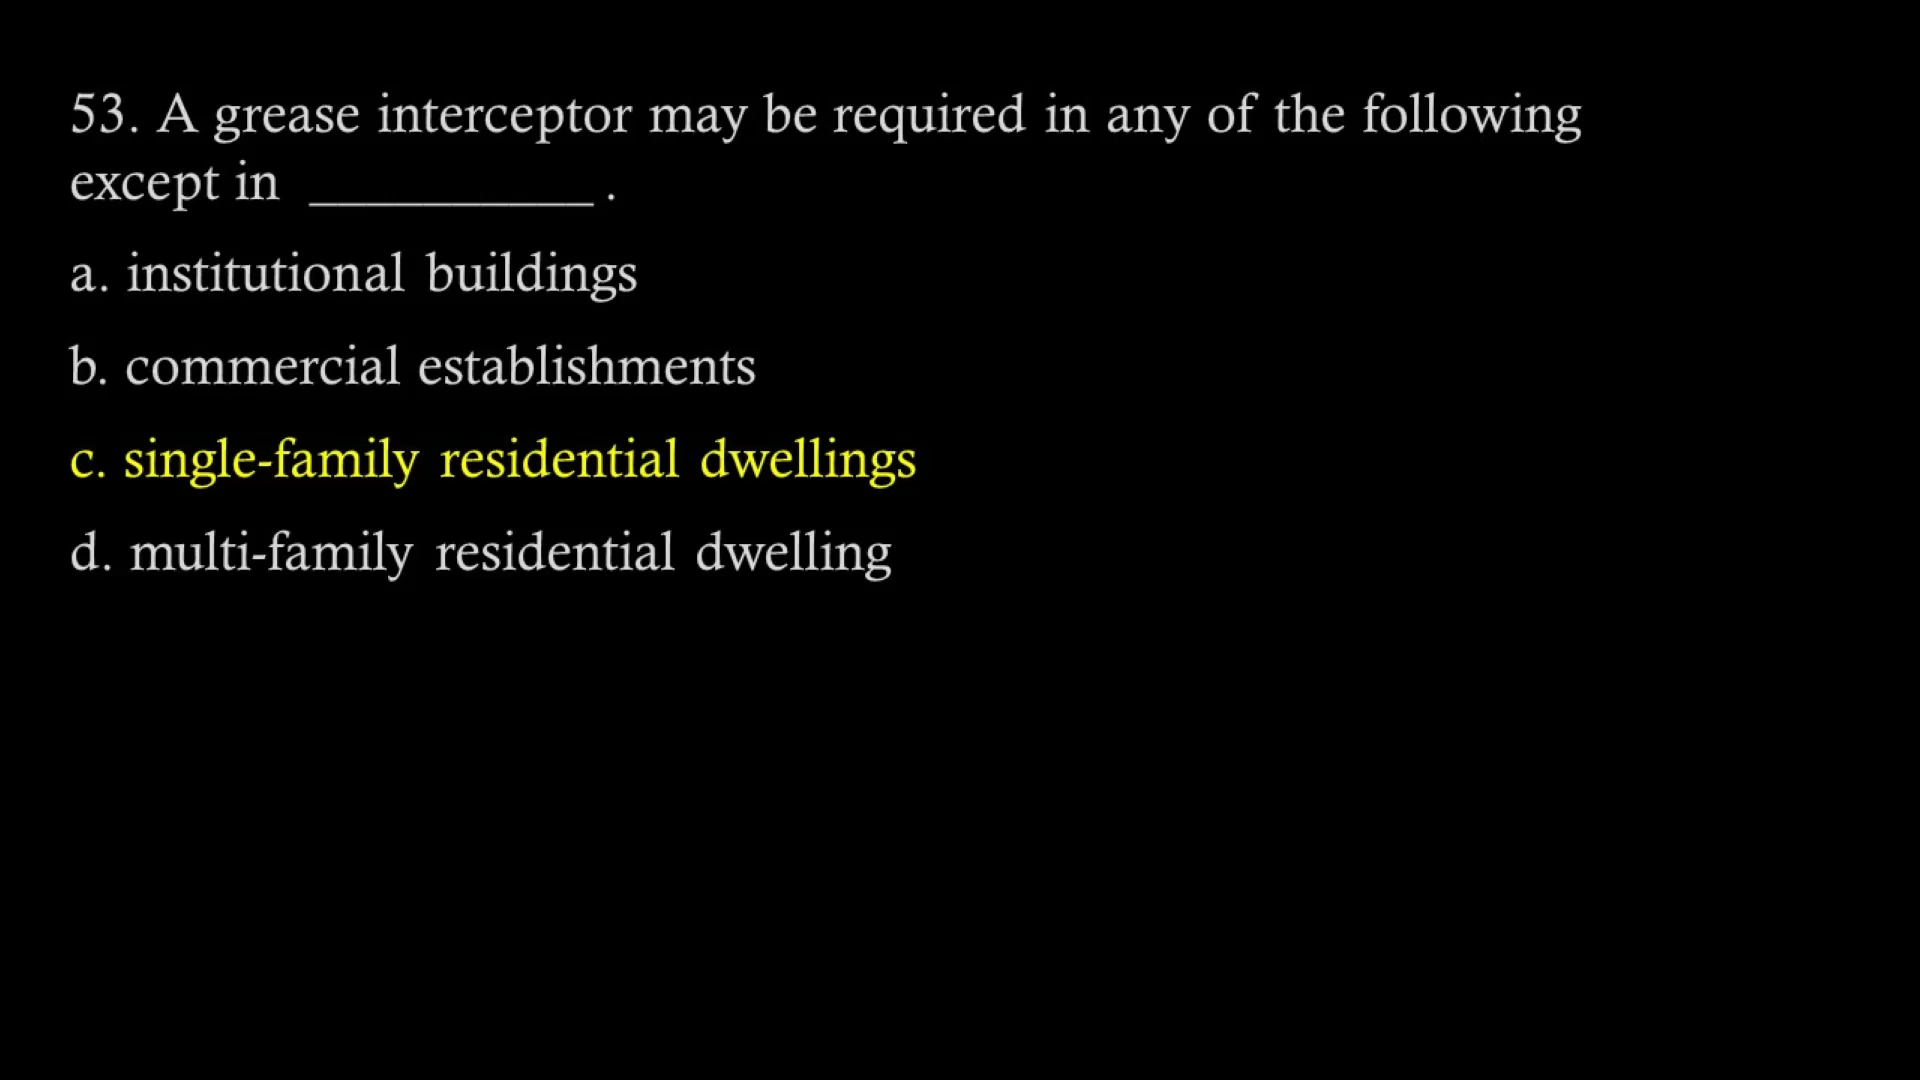 53. A grease interceptor may be required in any of the following
except in __________ .
a. institutional buildings
b. commercial establishments
c. single-family residential dwellings
d. multi-family residential dwelling